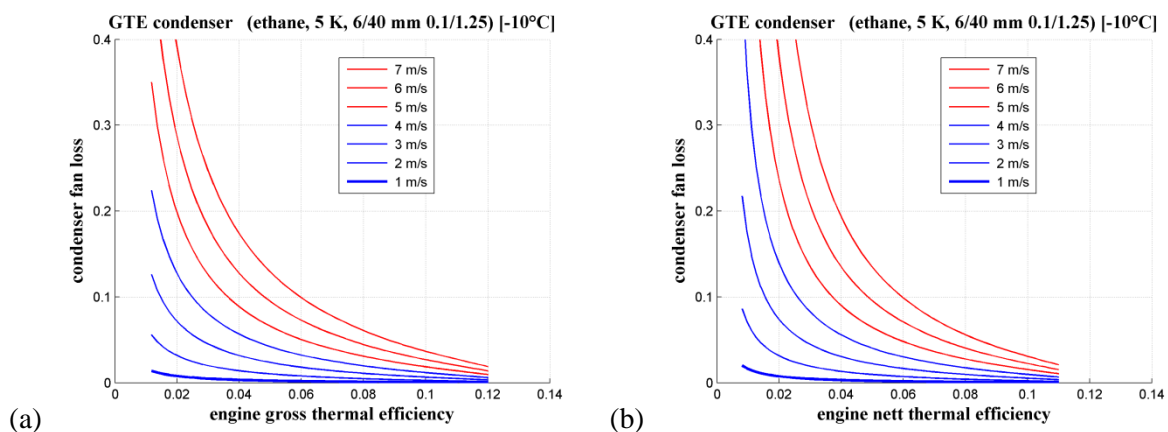 GTE condenser (ethane, 5 K, 6/40 mm 0.1/1.25) [-10°C]
0.4
0.3
0.2
0.1
0
condenser fan loss
7 m/s
6 m/s
5 m/s
4 m/s
3 m/s
2 m/s
1 m/s
0 0.02 0.04 0.06 0.08 0.1 0.12 0.14
engine gross thermal efficiency
(a)
GTE condenser (ethane, 5 K, 6/40 mm 0.1/1.25) [-10°C]
0.4
0.3
0.2
0.1
0
condenser fan loss
7 m/s
6 m/s
5 m/s
4 m/s
3 m/s
2 m/s
1 m/s
0 0.02 0.04 0.06 0.08 0.1 0.12 0.14
engine nett thermal efficiency
(b)